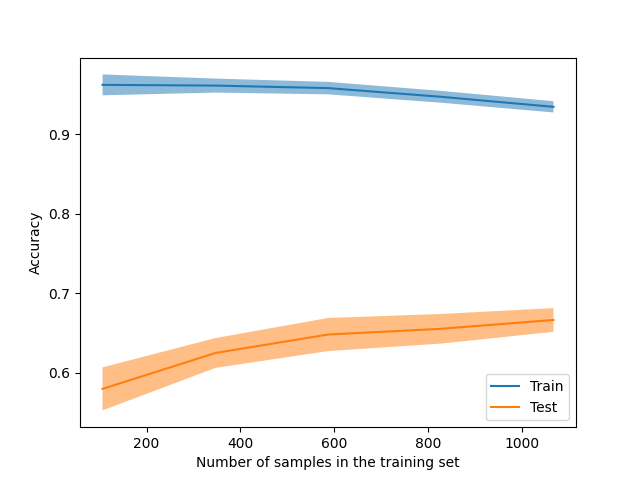 0.9
0.8
0.7
0.6
Accuracy
200 400 600 800 1000
Number of samples in the training set
Train
Test